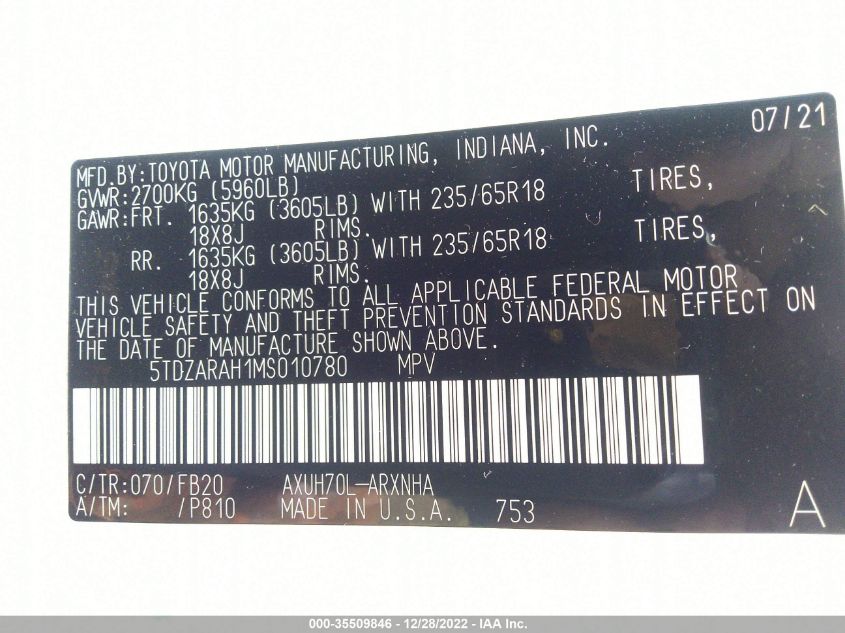 07/21
MFD.BY:TOYOTA MOTOR MANUFACTURING, INDIANA, INC.
GVWR:2700KG (5960LB)
GAWR:FRT. 1635KG (3605LB) WITH 235/65R18 TIRES,
18X8J RIMS.
RR. 1635KG (3605LB) WITH 235/65R18 TIRES,
18X8J RIMS.
THIS VEHICLE CONFORMS TO ALL APPLICABLE FEDERAL MOTOR
VEHICLE SAFETY AND THEFT PREVENTION STANDARDS IN EFFECT ON
THE DATE OF MANUFACTURE SHOWN ABOVE.
5TDZARAH1MS010780 MPV
C/TR:070/FB20 AXUH70L-ARXNHA
A/TM: /P810 MADE IN U.S.A. 753 A
000-35509846 - 12/28/2022 - IAA Inc.